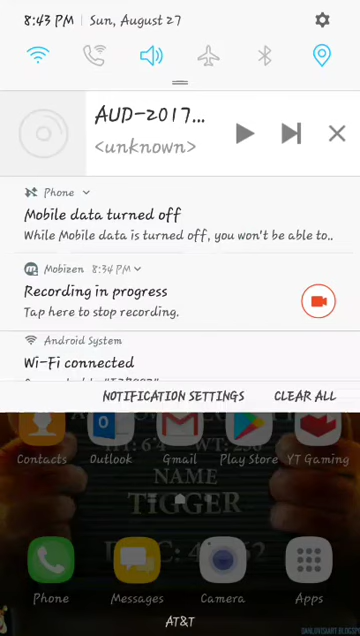 8:43 PM | Sun, August 27
AUD-2017...
<unknown>
Phone
Mobile data turned off
While Mobile data is turned off, you won't be able to..
Mobizen 8:34 PM
Recording in progress
Tap here to stop recording.
Android System
Wi-Fi connected
NOTIFICATION SETTINGS CLEAR ALL
Contacts Outlook Gmail Play Store YT Gaming
NAME
TIGGER
Phone Messages Camera Apps
AT&T